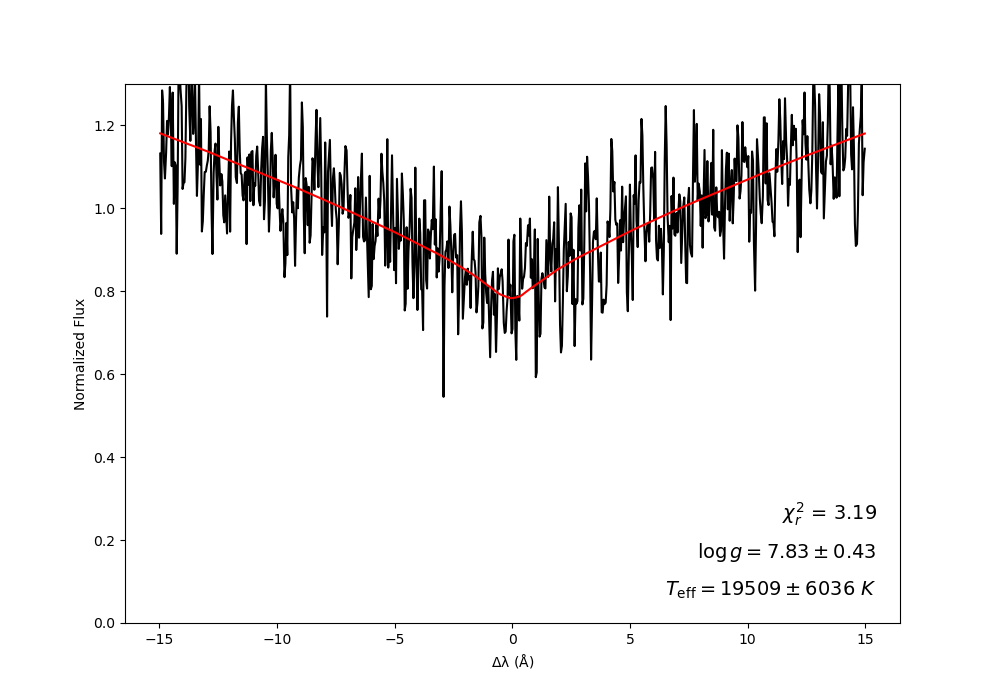 1.2
1.0
0.8
0.6
0.4
0.2
0.0
Normalized Flux
χ²ᵣ = 3.19
log g = 7.83 ± 0.43
T_eff = 19509 ± 6036 K
−15 −10 −5 0 5 10 15
Δλ (Å)